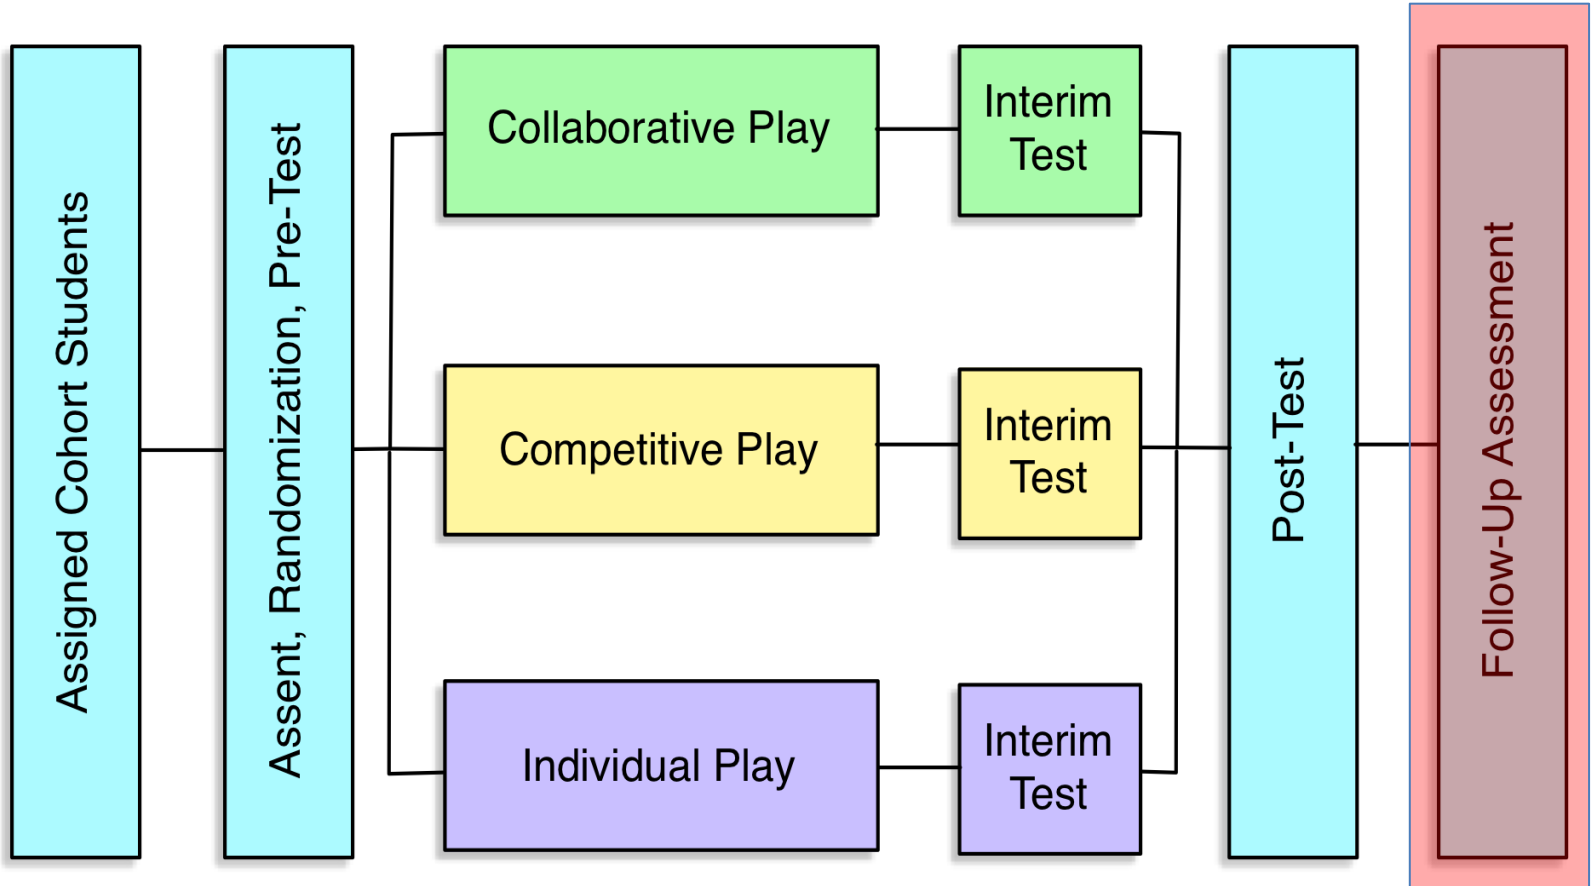 Assigned Cohort Students
Assent, Randomization, Pre-Test
Collaborative Play
Interim
Test
Competitive Play
Interim
Test
Individual Play
Interim
Test
Post-Test
Follow-Up Assessment